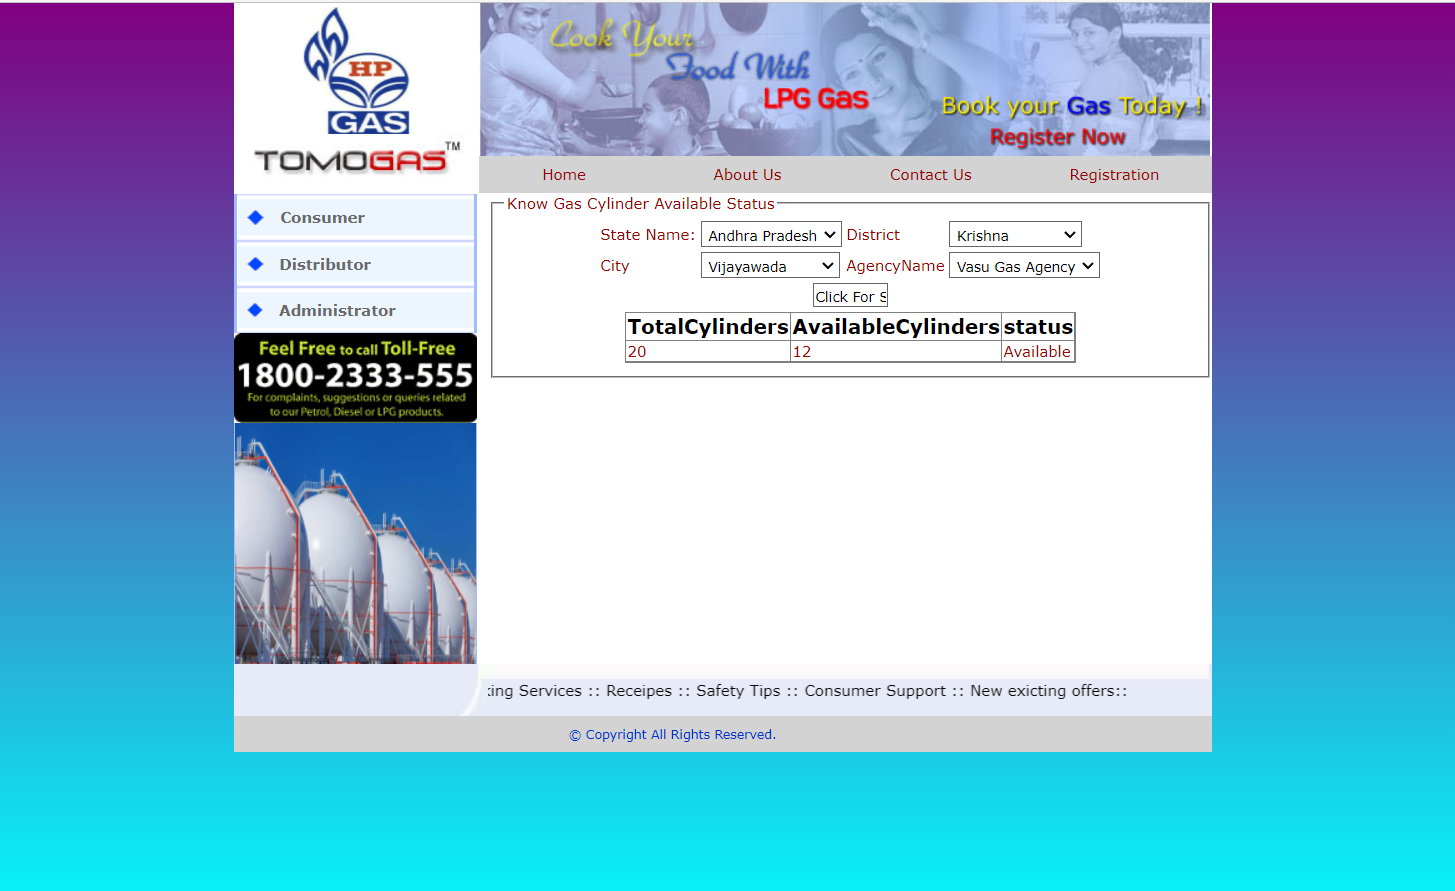 HP
GAS
TOMOGAS™
Cook Your
Food With
LPG Gas
Book your Gas Today !
Register Now
Home About Us Contact Us Registration
Consumer
Distributor
Administrator
Feel Free to call Toll-Free
1800-2333-555
For complaints, suggestions or queries related
to our Petrol, Diesel or LPG products.
Know Gas Cylinder Available Status
State Name: Andhra Pradesh District Krishna
City Vijayawada AgencyName Vasu Gas Agency
Click For S
TotalCylinders AvailableCylinders status
20 12 Available
king Services :: Receipes :: Safety Tips :: Consumer Support :: New exicting offers::
© Copyright All Rights Reserved.